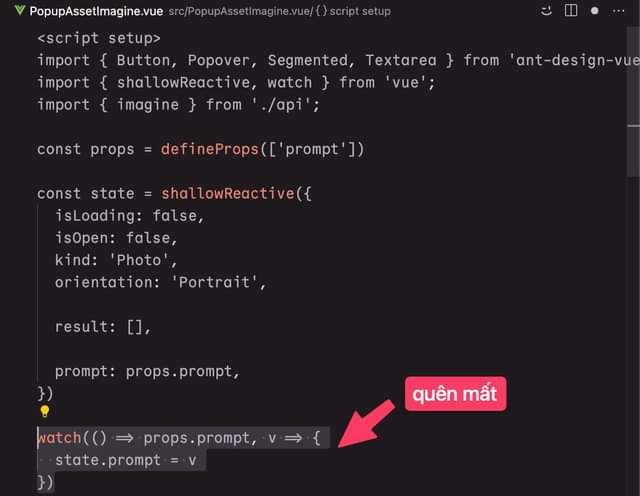 PopupAssetImagine.vue src/PopupAssetImagine.vue/{ } script setup
<script setup>
import { Button, Popover, Segmented, Textarea } from 'ant-design-vue
import { shallowReactive, watch } from 'vue';
import { imagine } from './api';
const props = defineProps(['prompt'])
const state = shallowReactive({
isLoading: false,
isOpen: false,
kind: 'Photo',
orientation: 'Portrait',
result: [],
prompt: props.prompt,
})
quên mất
watch(() => props.prompt, v => {
state.prompt = v
})